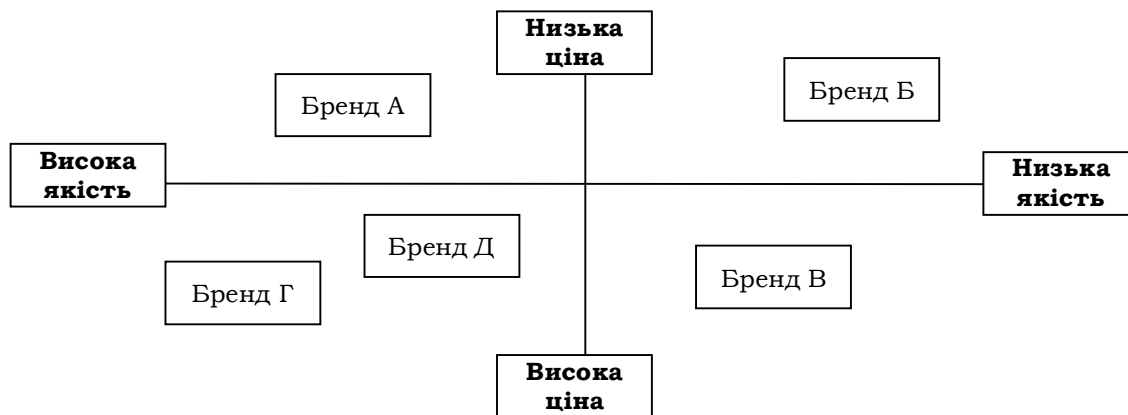 Низька
ціна
Бренд А
Бренд Б
Висока
якість
Низька
якість
Бренд Д
Бренд В
Бренд Г
Висока
ціна